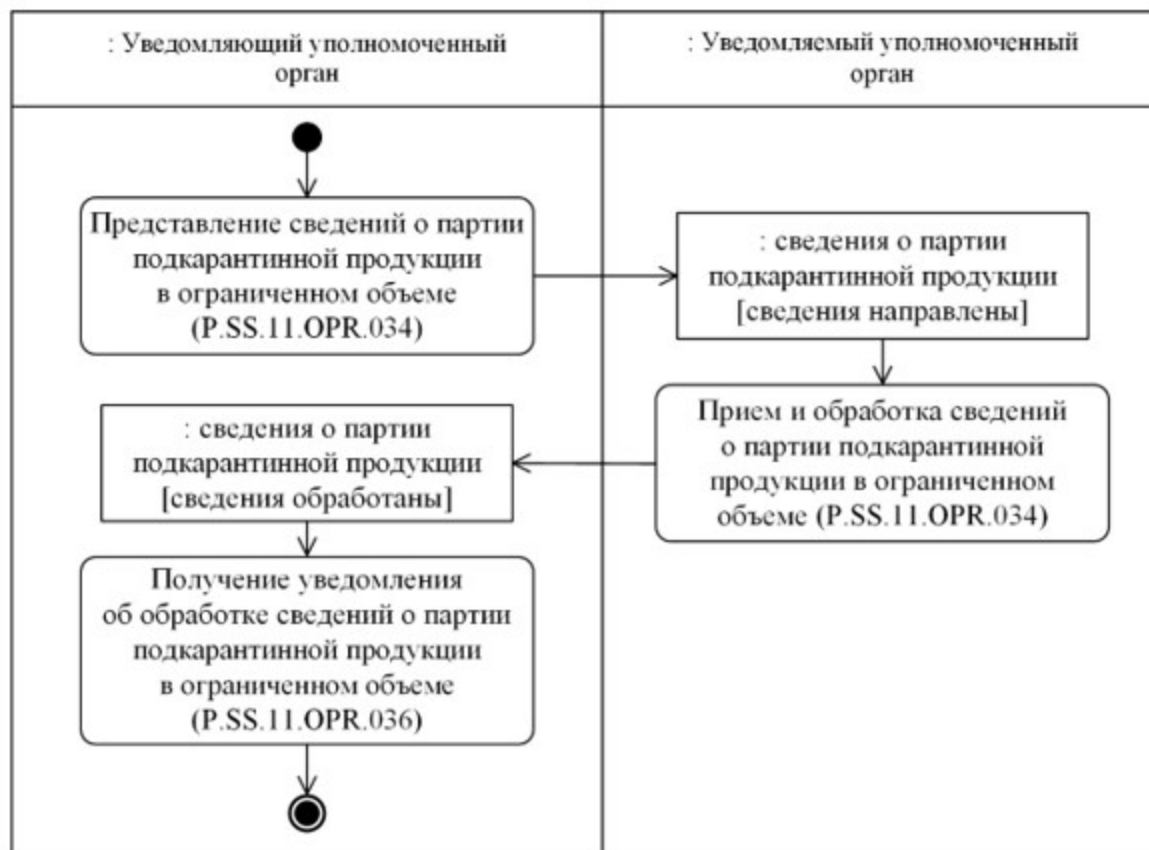 : Уведомляющий уполномоченный
орган
: Уведомляемый уполномоченный
орган
Представление сведений о партии
подкарантинной продукции
в ограниченном объеме
(P.SS.11.OPR.034)
: сведения о партии
подкарантинной продукции
[сведения направлены]
Прием и обработка сведений
о партии подкарантинной
продукции в ограниченном
объеме (P.SS.11.OPR.034)
: сведения о партии
подкарантинной продукции
[сведения обработаны]
Получение уведомления
об обработке сведений о партии
подкарантинной продукции
в ограниченном объеме
(P.SS.11.OPR.036)